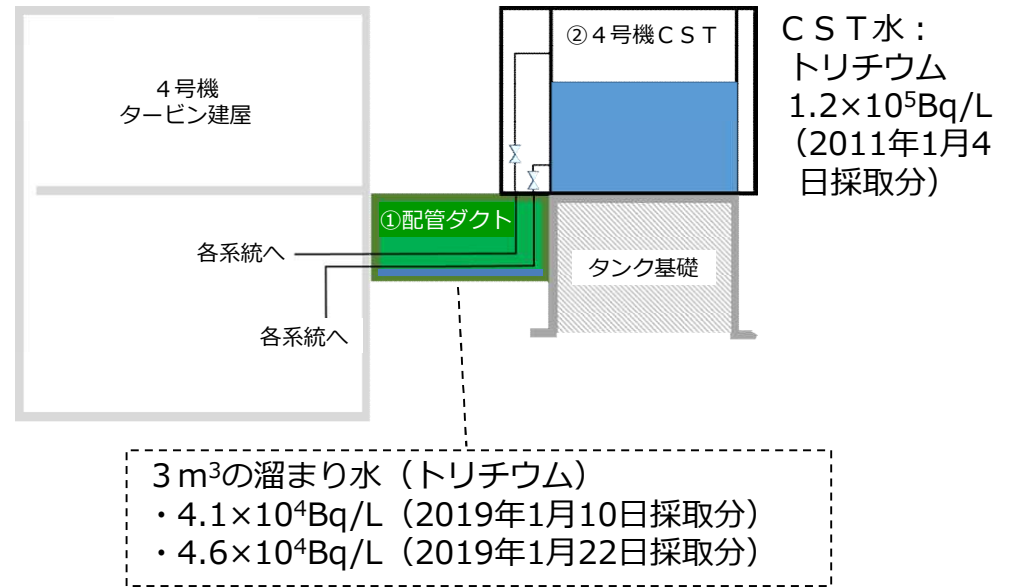 4号機
タービン建屋
②４号機ＣＳＴ
ＣＳＴ水：
トリチウム
1.2×10⁵Bq/L
（2011年1月4
日採取分）
①配管ダクト
各系統へ
タンク基礎
各系統へ
３m³の溜まり水（トリチウム）
・4.1×10⁴Bq/L（2019年1月10日採取分）
・4.6×10⁴Bq/L（2019年1月22日採取分）